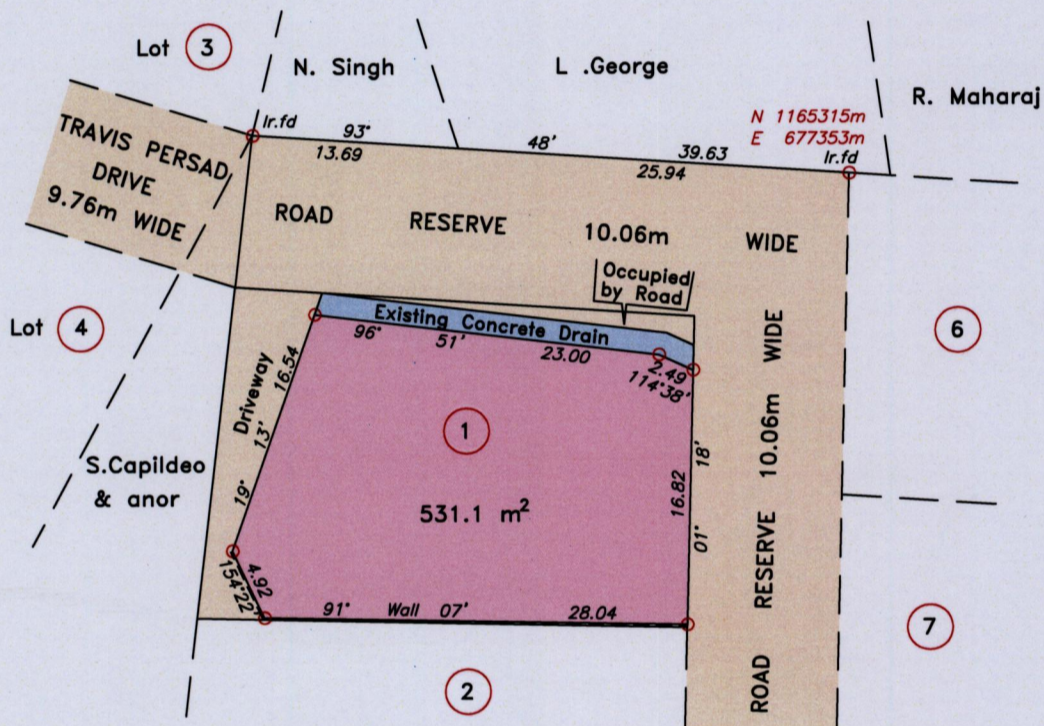 Lot 3
N. Singh
L .George
R. Maharaj
N 1165315m
E 677353m
Ir.fd
Ir.fd
93° 48' 39.63
13.69 25.94
TRAVIS PERSAD
DRIVE
9.76m WIDE
ROAD RESERVE 10.06m WIDE
Occupied
by Road
Existing Concrete Drain
96° 51' 23.00
2.49
114°38'
Lot 4
6
Driveway
19° 13' 16.54
1
531.1 m²
01° 18'
16.82
ROAD RESERVE 10.06m WIDE
S.Capildeo
& anor
4.92
154°22'
91° Wall 07' 28.04
7
2